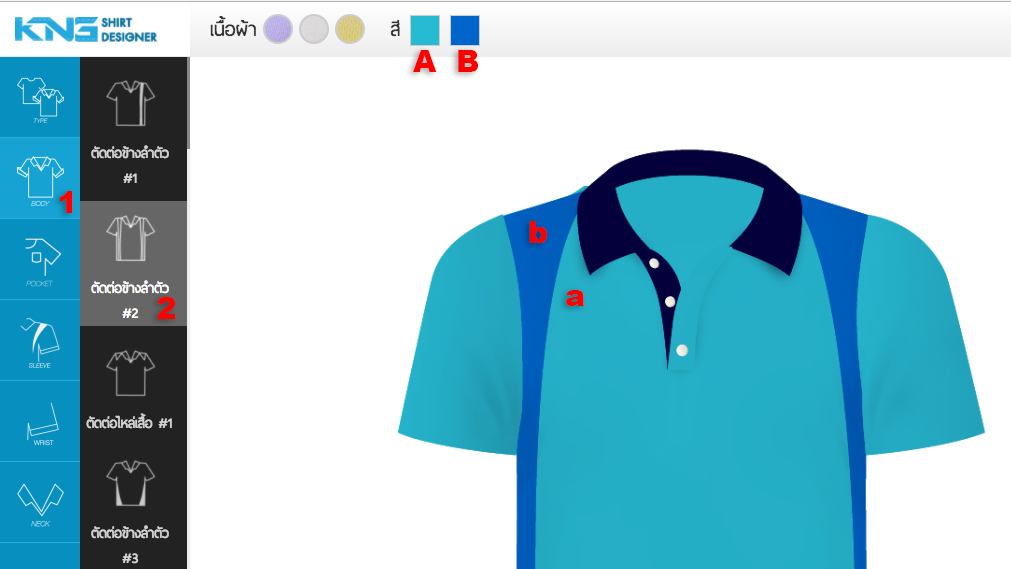 KNG SHIRT
DESIGNER
เนื้อผ้า
สี
A
B
TYPE
BODY
1
POCKET
SLEEVE
WRIST
NECK
ตัดต่อข้างลำตัว
#1
ตัดต่อข้างลำตัว
#2
2
ตัดต่อไหล่เสื้อ #1
ตัดต่อข้างลำตัว
#3
b
a